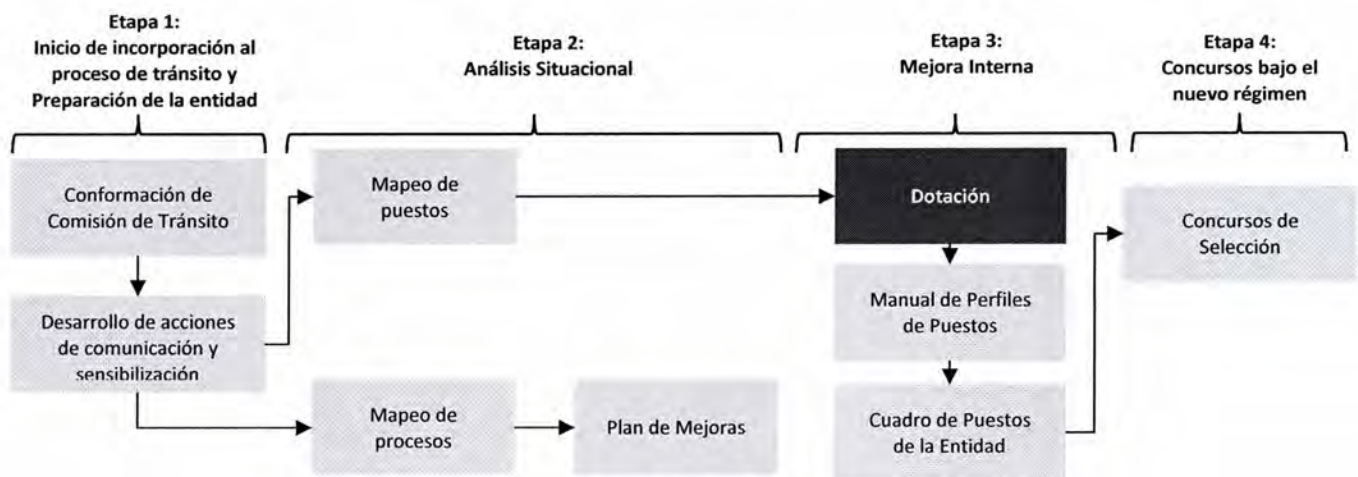 Etapa 1:
Inicio de incorporación al
proceso de tránsito y
Preparación de la entidad
Etapa 2:
Análisis Situacional
Etapa 3:
Mejora Interna
Etapa 4:
Concursos bajo el
nuevo régimen
Conformación de
Comisión de Tránsito
Desarrollo de acciones
de comunicación y
sensibilización
Mapeo de
puestos
Mapeo de
procesos
Plan de Mejoras
Dotación
Manual de Perfiles
de Puestos
Cuadro de Puestos
de la Entidad
Concursos de
Selección